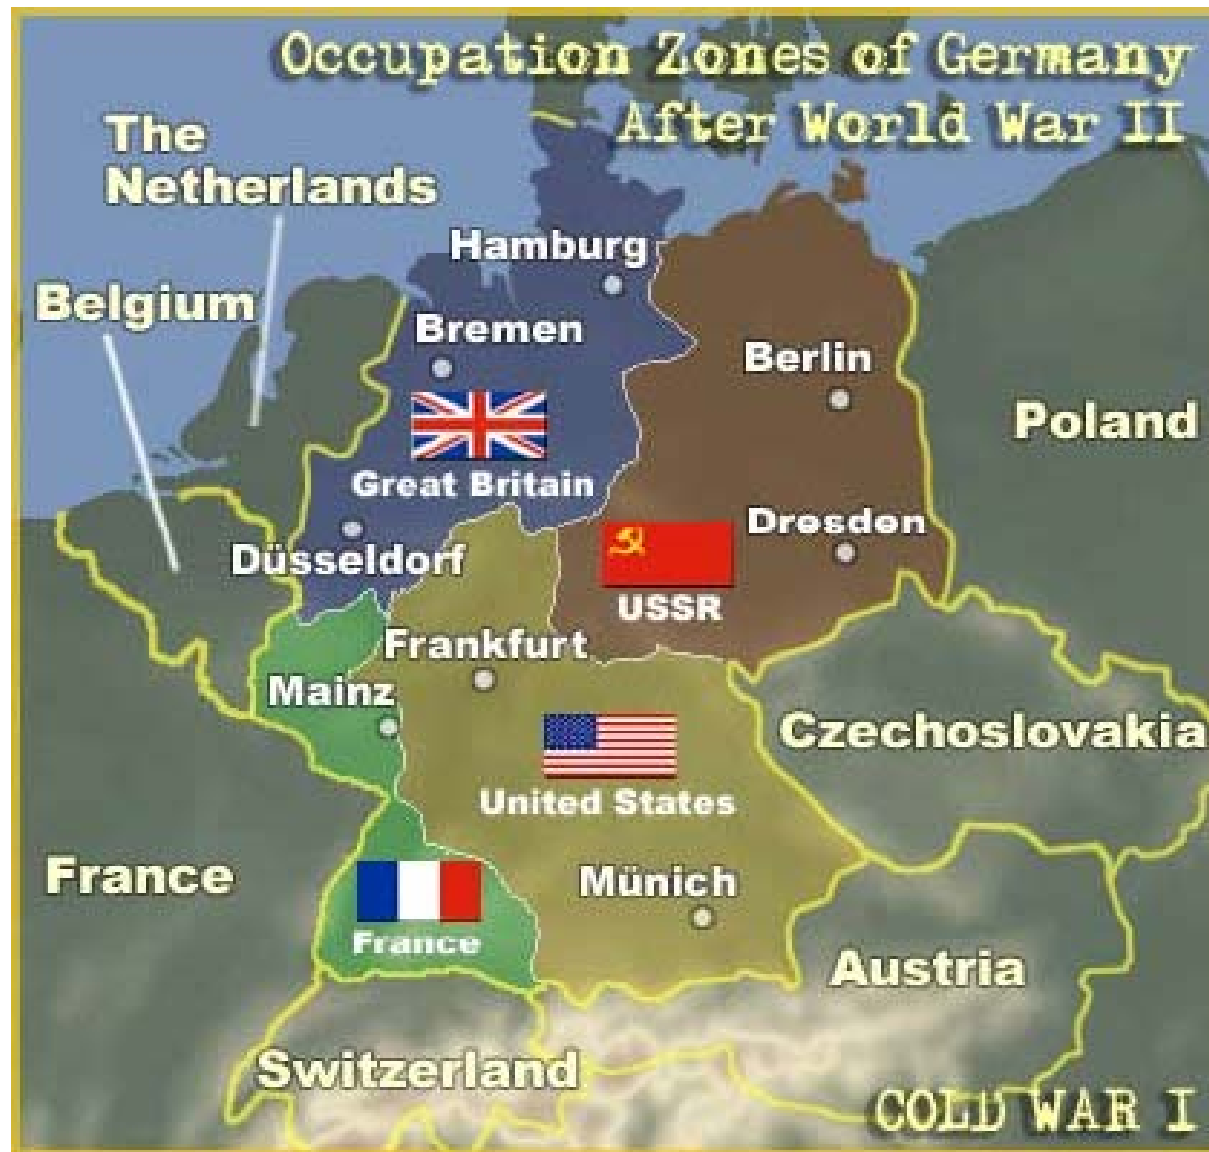 Occupation Zones of Germany
After World War II
The
Netherlands
Hamburg
Belgium
Bremen
Berlin
Poland
Great Britain
Dresden
Düsseldorf
USSR
Frankfurt
Mainz
Czechoslovakia
United States
France
Münich
France
Austria
Switzerland
COLD WAR I